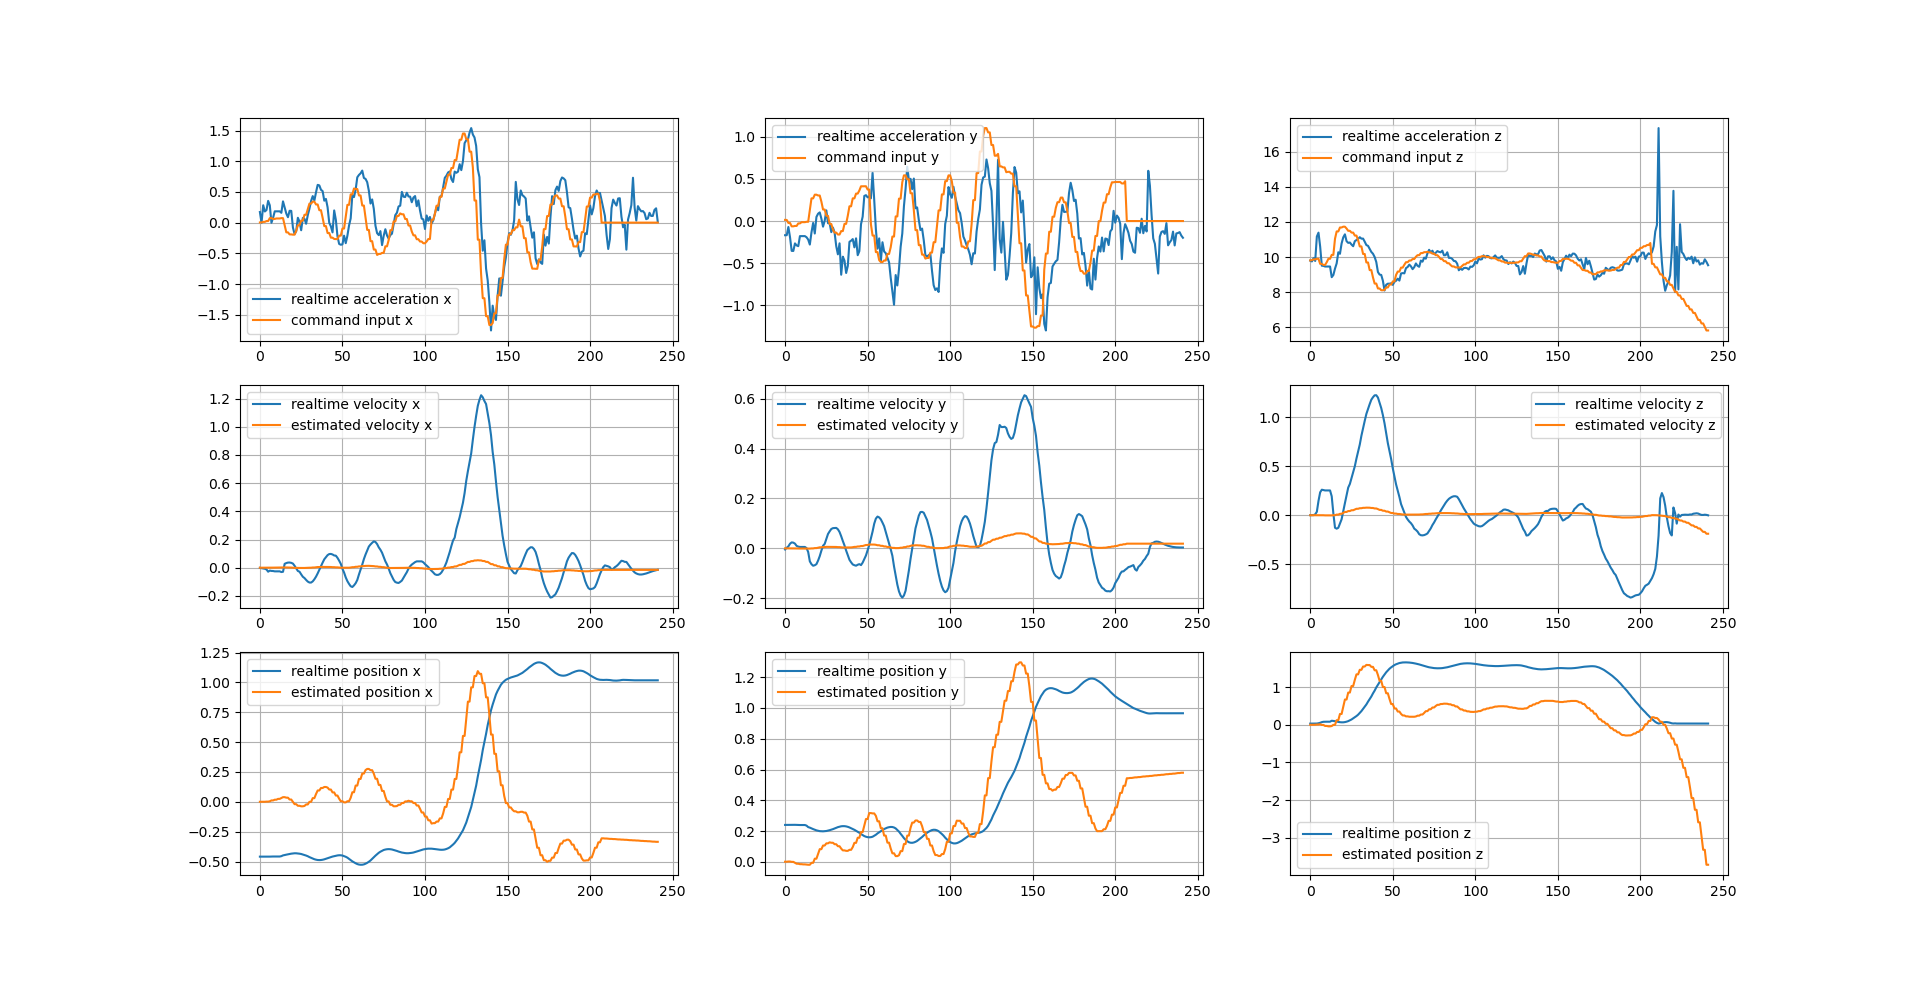 1.5
1.0
0.5
0.0
−0.5
−1.0
−1.5
realtime acceleration x
command input x
0 50 100 150 200 250
realtime acceleration y
command input y
1.0
0.5
0.0
−0.5
−1.0
0 50 100 150 200 250
realtime acceleration z
command input z
16
14
12
10
8
6
0 50 100 150 200 250
realtime velocity x
estimated velocity x
1.2
1.0
0.8
0.6
0.4
0.2
0.0
−0.2
0 50 100 150 200 250
realtime velocity y
estimated velocity y
0.6
0.4
0.2
0.0
−0.2
0 50 100 150 200 250
realtime velocity z
estimated velocity z
1.0
0.5
0.0
−0.5
0 50 100 150 200 250
realtime position x
estimated position x
1.25
1.00
0.75
0.50
0.25
0.00
−0.25
−0.50
0 50 100 150 200 250
realtime position y
estimated position y
1.2
1.0
0.8
0.6
0.4
0.2
0.0
0 50 100 150 200 250
1
0
−1
−2
−3
realtime position z
estimated position z
0 50 100 150 200 250